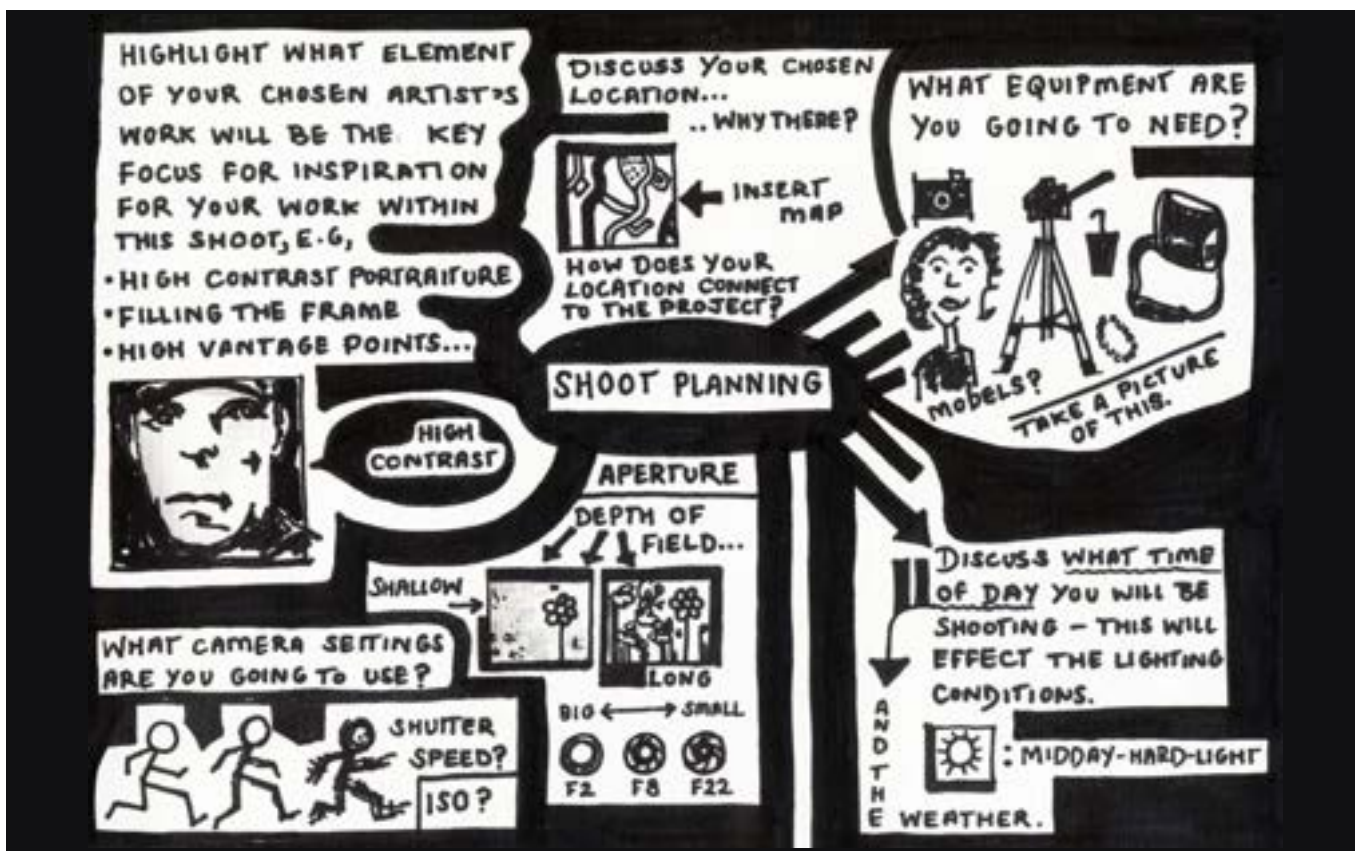 HIGHLIGHT WHAT ELEMENT
OF YOUR CHOSEN ARTIST'S
WORK WILL BE THE KEY
FOCUS FOR INSPIRATION
FOR YOUR WORK WITHIN
THIS SHOOT, E.G,
• HIGH CONTRAST PORTRAITURE
• FILLING THE FRAME
• HIGH VANTAGE POINTS...
HIGH
CONTRAST
DISCUSS YOUR CHOSEN
LOCATION...
..WHY THERE?
INSERT
MAP
HOW DOES YOUR
LOCATION CONNECT
TO THE PROJECT?
WHAT EQUIPMENT ARE
YOU GOING TO NEED?
MODELS?
TAKE A PICTURE
OF THIS.
SHOOT PLANNING
APERTURE
DEPTH OF
FIELD...
SHALLOW
LONG
BIG SMALL
F2 F8 F22
WHAT CAMERA SETTINGS
ARE YOU GOING TO USE?
SHUTTER
SPEED?
ISO?
DISCUSS WHAT TIME
OF DAY YOU WILL BE
SHOOTING – THIS WILL
EFFECT THE LIGHTING
CONDITIONS.
: MIDDAY-HARD-LIGHT
AND THE
WEATHER.